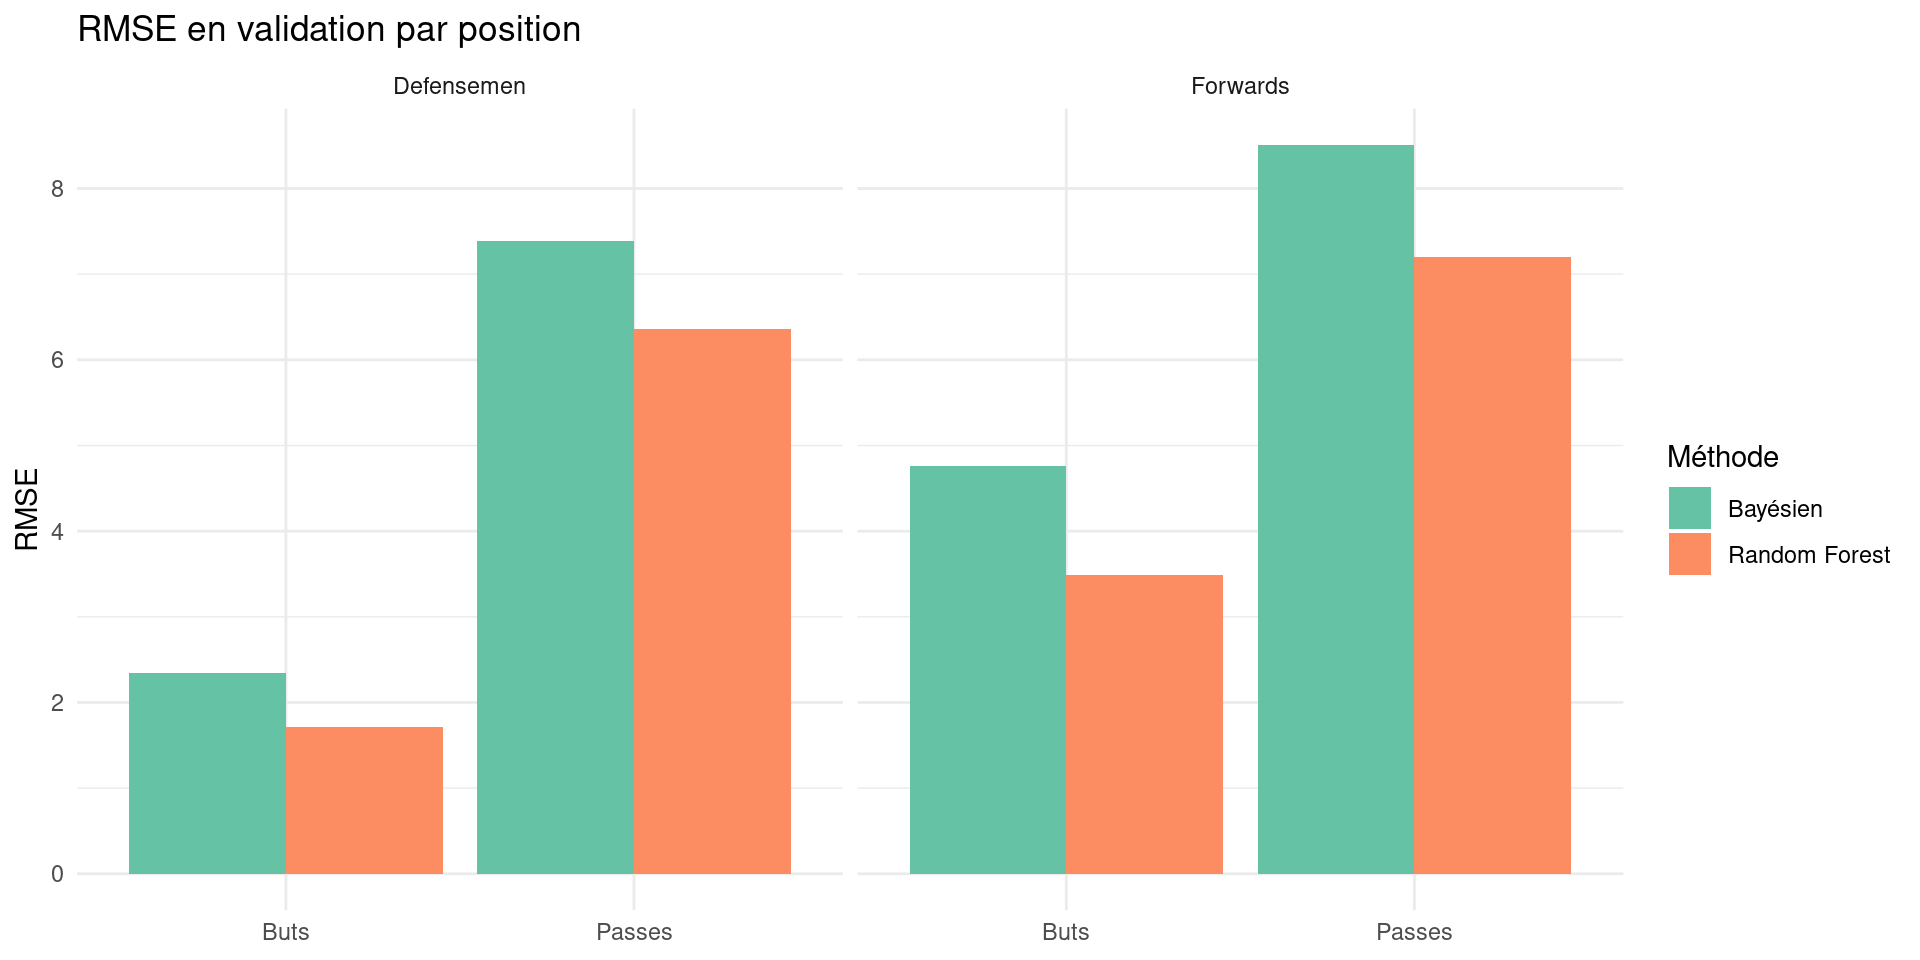 RMSE en validation par position
Defensemen
Forwards
RMSE
8
6
4
2
0
Buts
Passes
Buts
Passes
Méthode
Bayésien
Random Forest